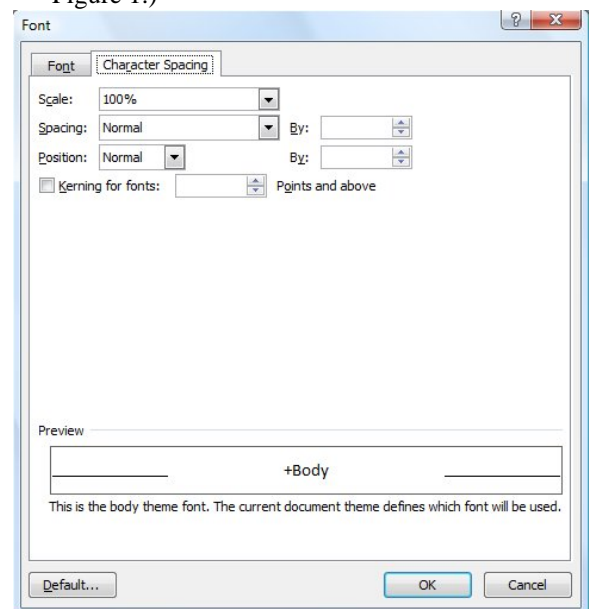 Figure 1.)
Font
Font Character Spacing
Scale: 100%
Spacing: Normal By:
Position: Normal By:
Kerning for fonts: Points and above
Preview
+Body
This is the body theme font. The current document theme defines which font will be used.
Default... OK Cancel